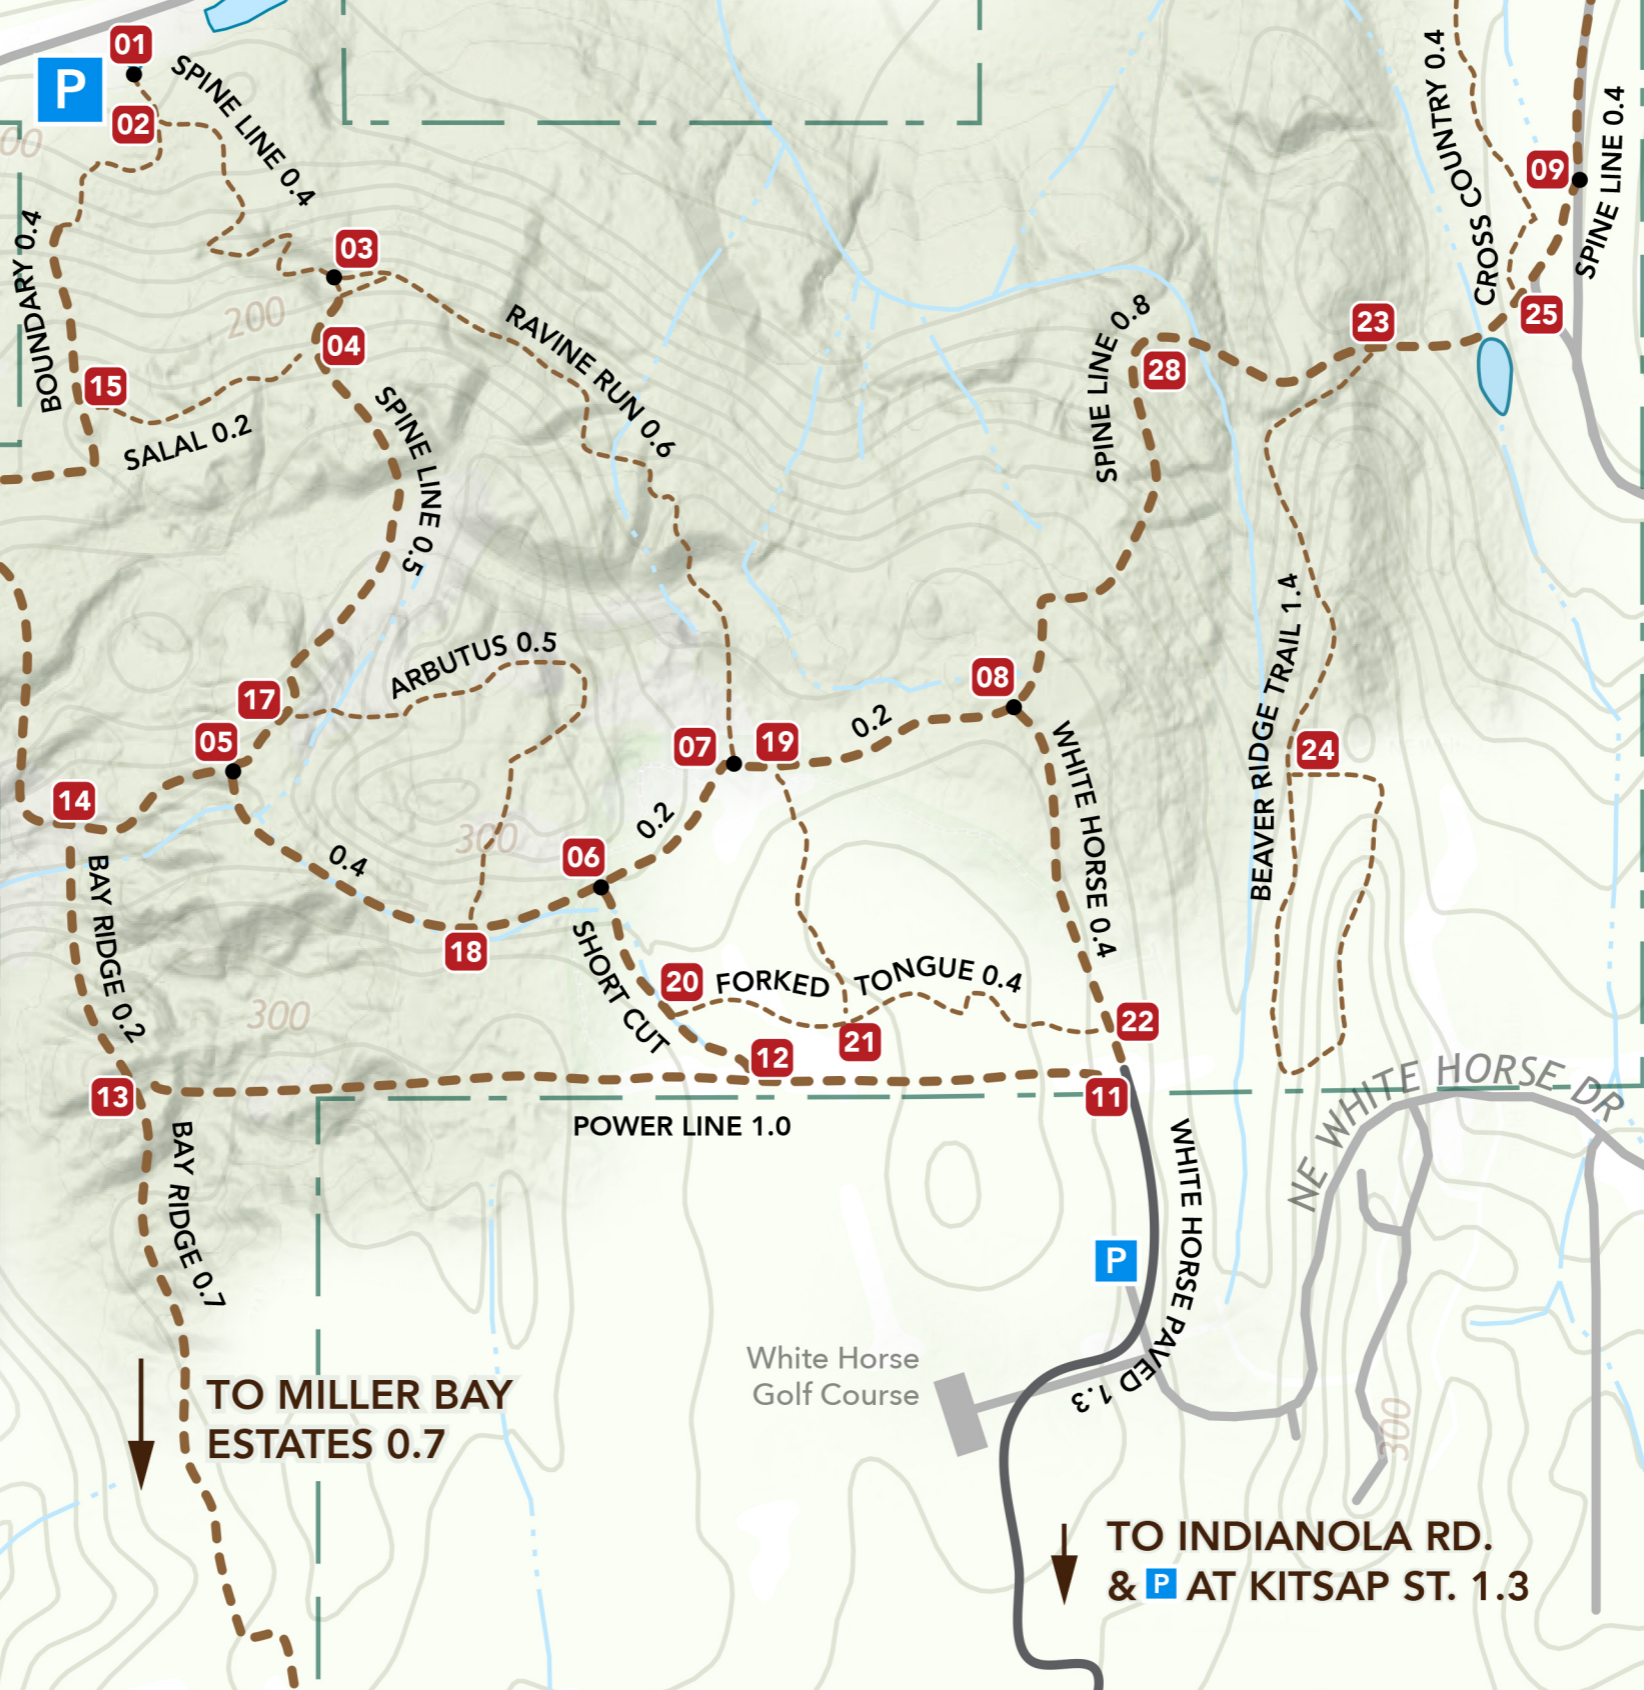 01
P
02
SPINE LINE 0.4
00
BOUNDARY 0.4
03
200
04
15
SALAL 0.2
SPINE LINE 0.5
RAVINE RUN 0.6
SPINE LINE 0.8
28
23
CROSS COUNTRY 0.4
09
SPINE LINE 0.4
25
17
ARBUTUS 0.5
05
14
0.4
300
18
06
0.2
07
19
0.2
08
WHITE HORSE 0.4
BEAVER RIDGE TRAIL 1.4
24
BAY RIDGE 0.2
300
SHORT CUT
20
FORKED TONGUE 0.4
21
22
12
13
11
POWER LINE 1.0
NE WHITE HORSE DR
BAY RIDGE 0.7
P
WHITE HORSE PAVED 1.3
White Horse
Golf Course
300
TO MILLER BAY
ESTATES 0.7
TO INDIANOLA RD.
& P AT KITSAP ST. 1.3